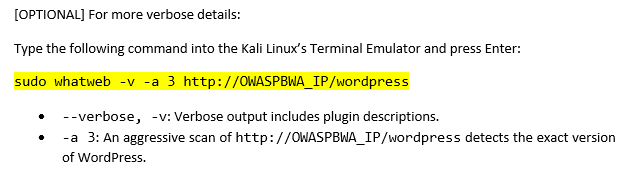 [OPTIONAL] For more verbose details:
Type the following command into the Kali Linux's Terminal Emulator and press Enter:
sudo whatweb -v -a 3 http://OWASPBWA_IP/wordpress
• --verbose, -v: Verbose output includes plugin descriptions.
• -a 3: An aggressive scan of http://OWASPBWA_IP/wordpress detects the exact version
of WordPress.